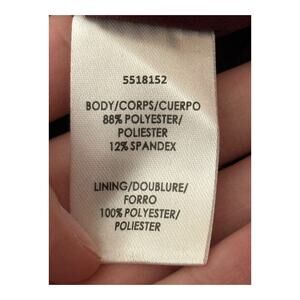 5518152
BODY/CORPS/CUERPO
88% POLYESTER/
POLIESTER
12% SPANDEX
LINING/DOUBLURE/
FORRO
100% POLYESTER/
POLIESTER